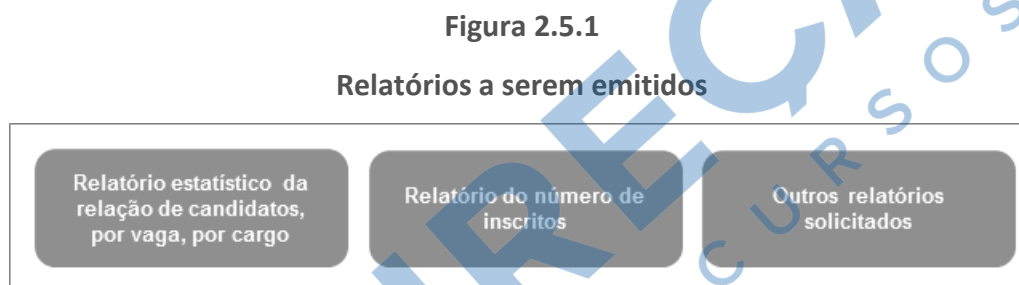 Figura 2.5.1
Relatórios a serem emitidos
Relatório estatístico da
relação de candidatos,
por vaga, por cargo
Relatório do número de
inscritos
Outros relatórios
solicitados
CURSOS